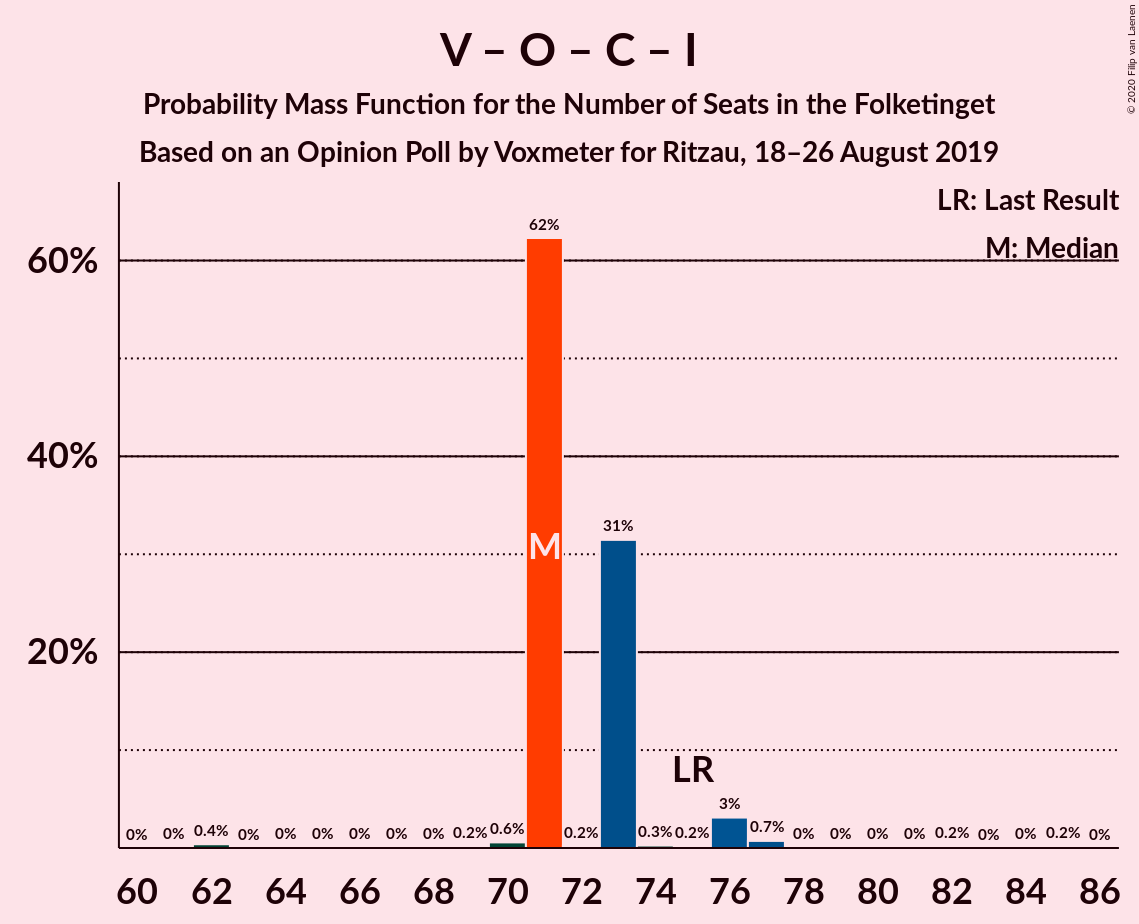 V – O – C – I
Probability Mass Function for the Number of Seats in the Folketinget
Based on an Opinion Poll by Voxmeter for Ritzau, 18–26 August 2019
© 2020 Filip van Laenen
LR: Last Result
M: Median
60%
40%
20%
0% 0% 0.4% 0% 0% 0% 0% 0% 0% 0.2% 0.6% 62% 0.2% 31% 0.3% 0.2% 3% 0.7% 0% 0% 0% 0% 0.2% 0% 0% 0.2% 0%
M
LR
60 62 64 66 68 70 72 74 76 78 80 82 84 86